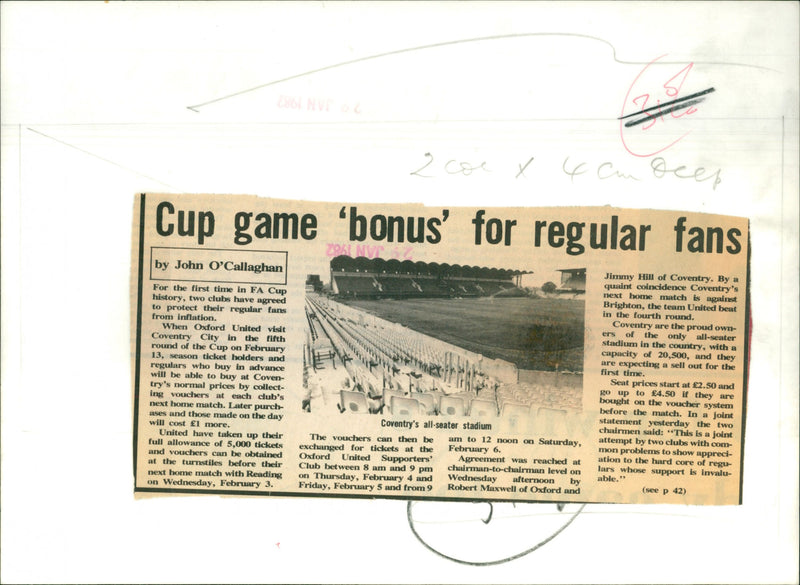 29 JAN 1982
2 col x 4 cm deep
Cup game 'bonus' for regular fans
29 JAN 1982
by John O'Callaghan
For the first time in FA Cup
history, two clubs have agreed
to protect their regular fans
from inflation.
When Oxford United visit
Coventry City in the fifth
round of the Cup on February
13, season ticket holders and
regulars who buy in advance
will be able to buy at Coven-
try's normal prices by collect-
ing vouchers at each club's
next home match. Later purch-
ases and those made on the day
will cost £1 more.
United have taken up their
full allowance of 5,000 tickets
and vouchers can be obtained
at the turnstiles before their
next home match with Reading
on Wednesday, February 3.
Coventry's all-seater stadium
The vouchers can then be
exchanged for tickets at the
Oxford United Supporters'
Club between 8 am and 9 pm
on Thursday, February 4 and
Friday, February 5 and from 9
am to 12 noon on Saturday,
February 6.
Agreement was reached at
chairman-to-chairman level on
Wednesday afternoon by
Robert Maxwell of Oxford and
Jimmy Hill of Coventry. By a
quaint coincidence Coventry's
next home match is against
Brighton, the team United beat
in the fourth round.
Coventry are the proud own-
ers of the only all-seater
stadium in the country, with a
capacity of 20,500, and they
are expecting a sell out for the
first time.
Seat prices start at £2.50 and
go up to £4.50 if they are
bought on the voucher system
before the match. In a joint
statement yesterday the two
chairmen said: "This is a joint
attempt by two clubs with com-
mon problems to show appreci-
ation to the hard core of regu-
lars whose support is invalu-
able."
(see p 42)